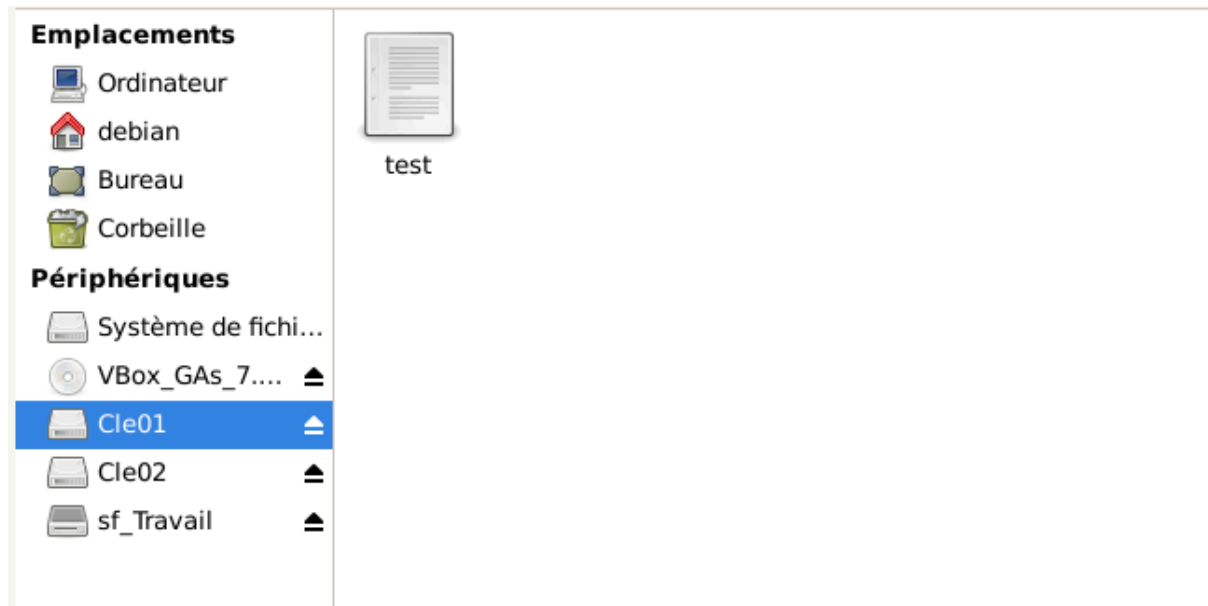 Emplacements
Ordinateur
debian
Bureau
Corbeille
Périphériques
Système de fichi...
VBox_GAs_7....
Cle01
Cle02
sf_Travail
test